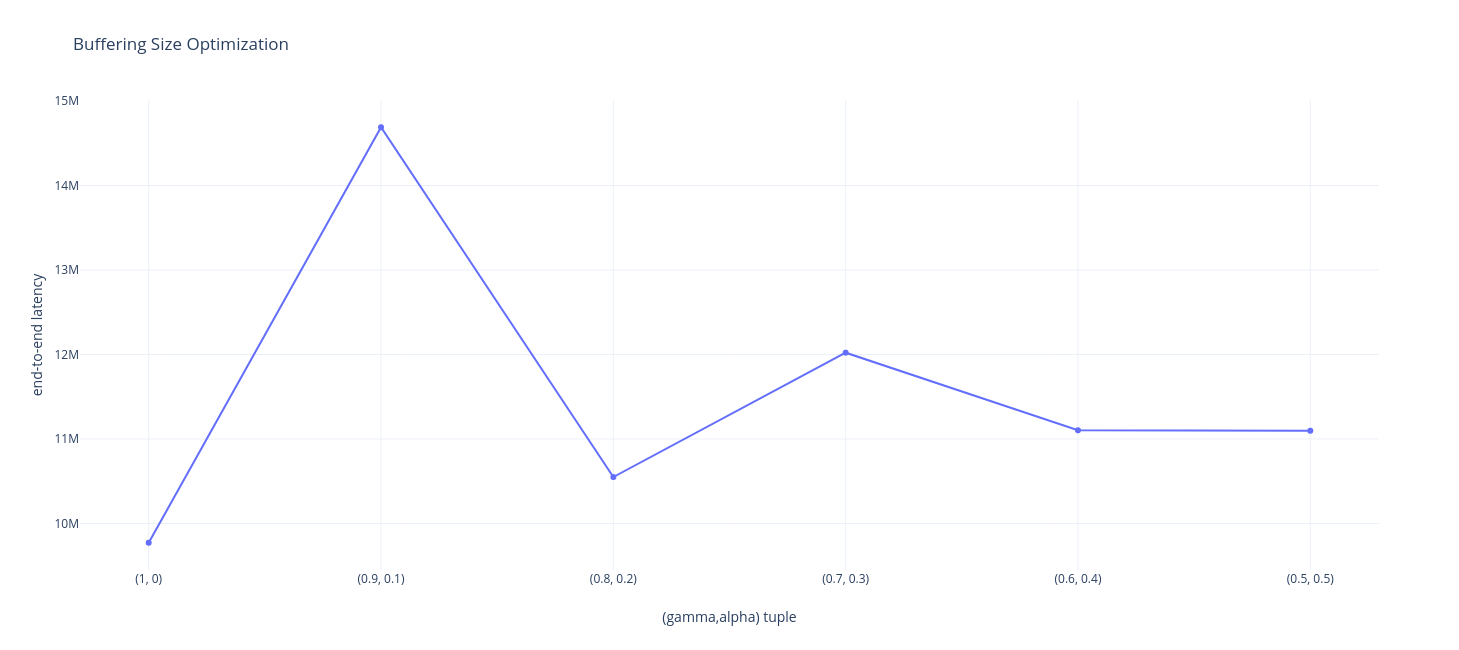 Buffering Size Optimization
15M
14M
13M
12M
11M
10M
end-to-end latency
(1, 0)
(0.9, 0.1)
(0.8, 0.2)
(0.7, 0.3)
(0.6, 0.4)
(0.5, 0.5)
(gamma,alpha) tuple